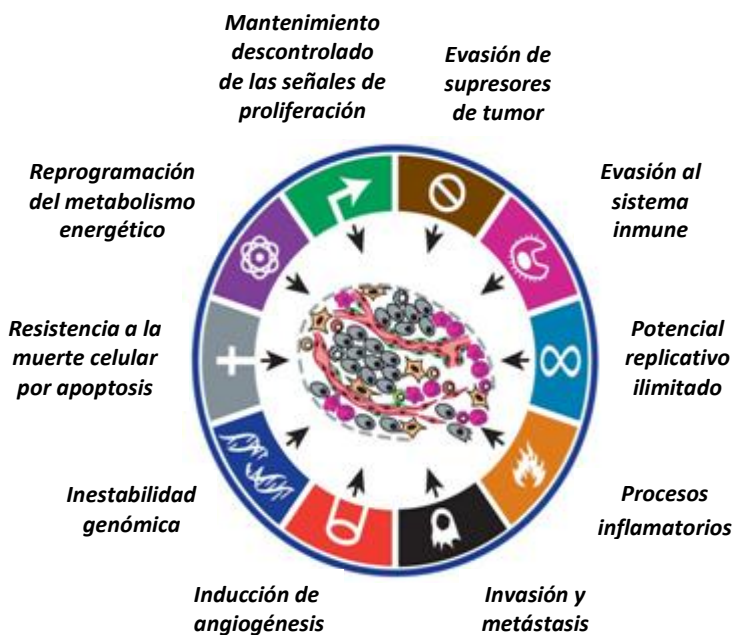 Mantenimiento
descontrolado
de las señales de
proliferación
Evasión de
supresores
de tumor
Reprogramación
del metabolismo
energético
Evasión al
sistema
inmune
Resistencia a la
muerte celular
por apoptosis
Potencial
replicativo
ilimitado
Inestabilidad
genómica
Procesos
inflamatorios
Inducción de
angiogénesis
Invasión y
metástasis